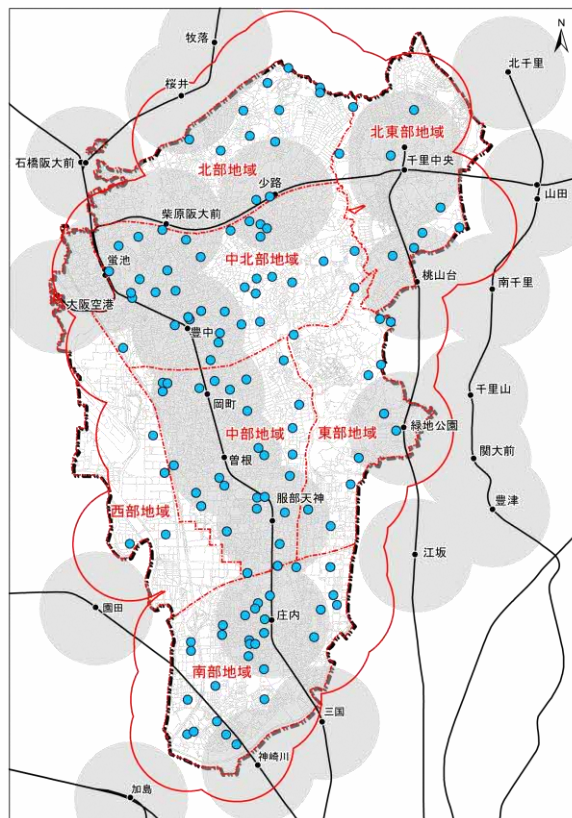 N
牧落
北千里
桜井
北東部地域
石橋阪大前
北部地域
千里中央
少路
山田
柴原阪大前
中北部地域
蛍池
桃山台
南千里
大阪空港
豊中
岡町
千里山
中部地域
東部地域
緑地公園
曽根
関大前
西部地域
服部天神
豊津
江坂
園田
庄内
南部地域
三国
神崎川
加島